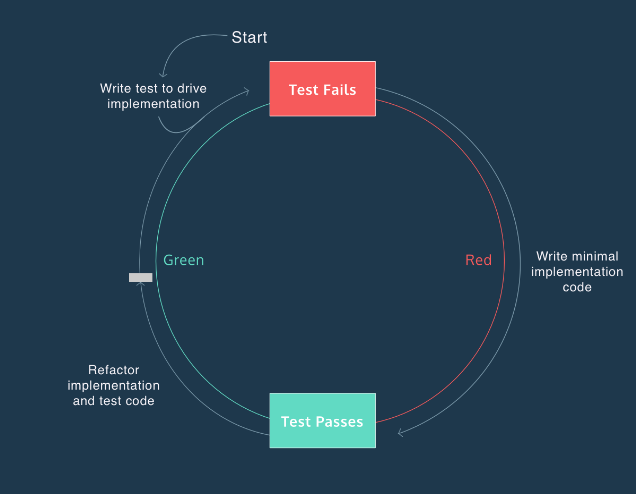 Start
Test Fails
Write test to drive
implementation
Green
Red
Write minimal
implementation
code
Refactor
implementation
and test code
Test Passes